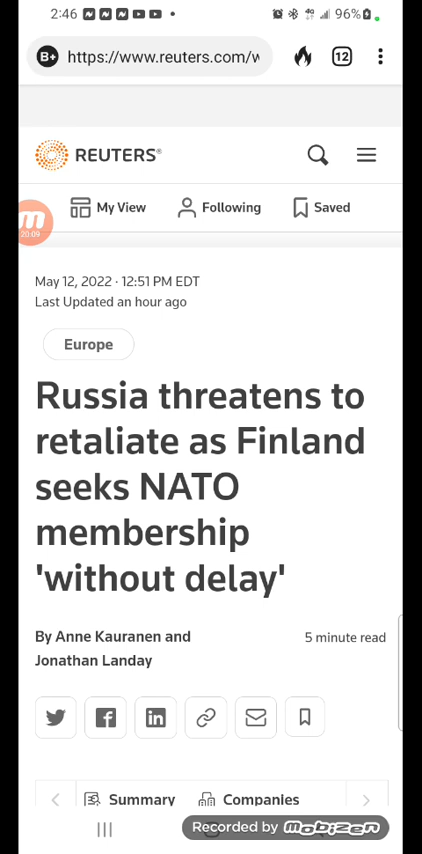 2:46 96%
B+ https://www.reuters.com/w 12
REUTERS®
My View Following Saved
20:09
May 12, 2022 · 12:51 PM EDT
Last Updated an hour ago
Europe
Russia threatens to
retaliate as Finland
seeks NATO
membership
'without delay'
By Anne Kauranen and
Jonathan Landay
5 minute read
Summary Companies
Recorded by mobizen